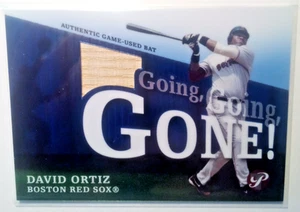 AUTHENTIC GAME-USED BAT
Going, Going,
GONE!
DAVID ORTIZ
BOSTON RED SOX®
P